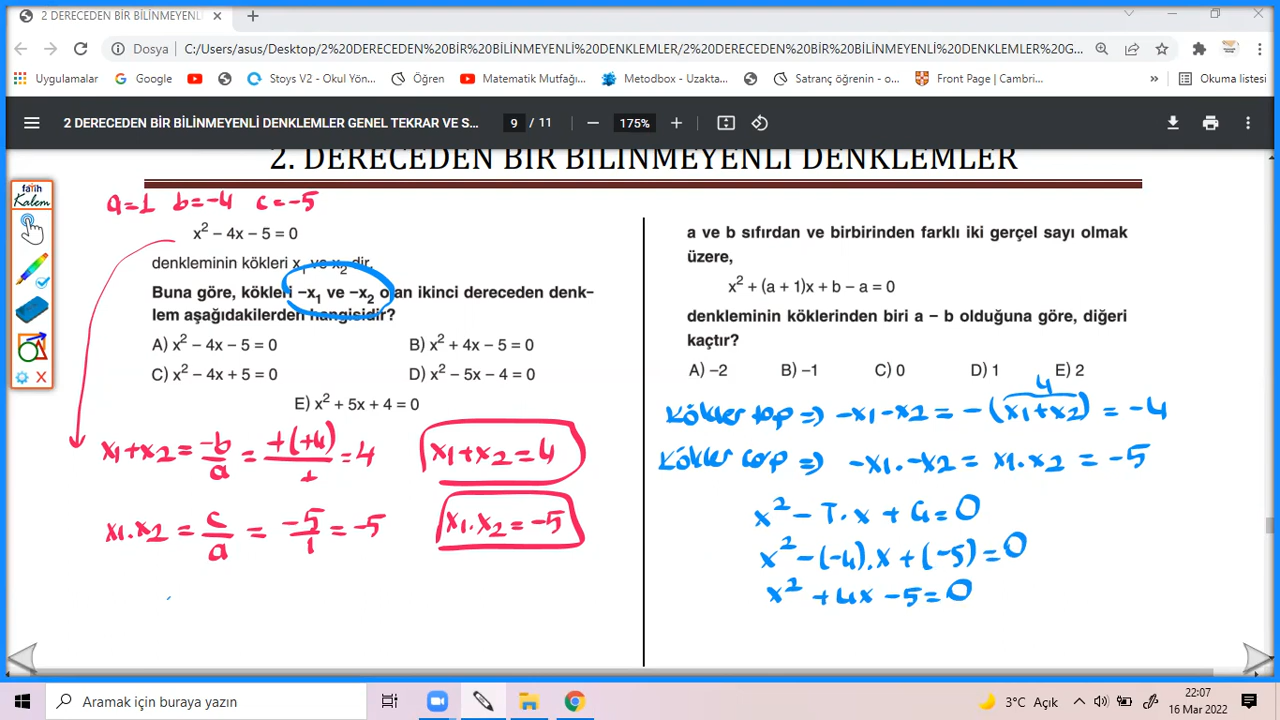 2 DERECEDEN BİR BİLİNMEYENLİ
Dosya
C:/Users/asus/Desktop/2%20DERECEDEN%20BİR%20BİLİNMEYENLİ%20DENKLEMLER/2%20DERECEDEN%20BİR%20BİLİNMEYENLİ%20DENKLEMLER%20G...
Uygulamalar
Google
Stoys V2 - Okul Yön...
Öğren
Matematik Mutfağı...
Metodbox - Uzakta...
Satranç öğrenin - o...
Front Page | Cambri...
»
Okuma listesi
2 DERECEDEN BİR BİLİNMEYENLİ DENKLEMLER GENEL TEKRAR VE S...
9 / 11
175%
2. DERECEDEN BİR BİLİNMEYENLİ DENKLEMLER
fatih
Kalem
a=1 b=-4 c=-5
x² – 4x – 5 = 0
denkleminin kökleri x₁ ve x₂ dir.
Buna göre, kökleri –x₁ ve –x₂ olan ikinci dereceden denk-
lem aşağıdakilerden hangisidir?
A) x² – 4x – 5 = 0
B) x² + 4x – 5 = 0
C) x² – 4x + 5 = 0
D) x² – 5x – 4 = 0
E) x² + 5x + 4 = 0
x₁+x₂ = -b/a = +(+4)/1 = 4
x₁+x₂ = 4
x₁.x₂ = c/a = -5/1 = -5
x₁.x₂ = -5
a ve b sıfırdan ve birbirinden farklı iki gerçel sayı olmak
üzere,
x² + (a + 1)x + b – a = 0
denkleminin köklerinden biri a – b olduğuna göre, diğeri
kaçtır?
A) –2
B) –1
C) 0
D) 1
E) 2
4
Kökler top => -x₁-x₂ = -(x₁+x₂) = -4
Kökler çarp => -x₁.-x₂ = x₁.x₂ = -5
x² - T.x + Ç = 0
x² -(-4).x + (-5) = 0
x² + 4x - 5 = 0
Aramak için buraya yazın
3°C Açık
22:07
16 Mar 2022